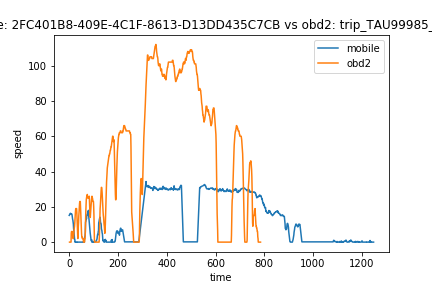 e: 2FC401B8-409E-4C1F-8613-D13DD435C7CB vs obd2: trip_TAU99985_
mobile
obd2
speed
100
80
60
40
20
0
0 200 400 600 800 1000 1200
time